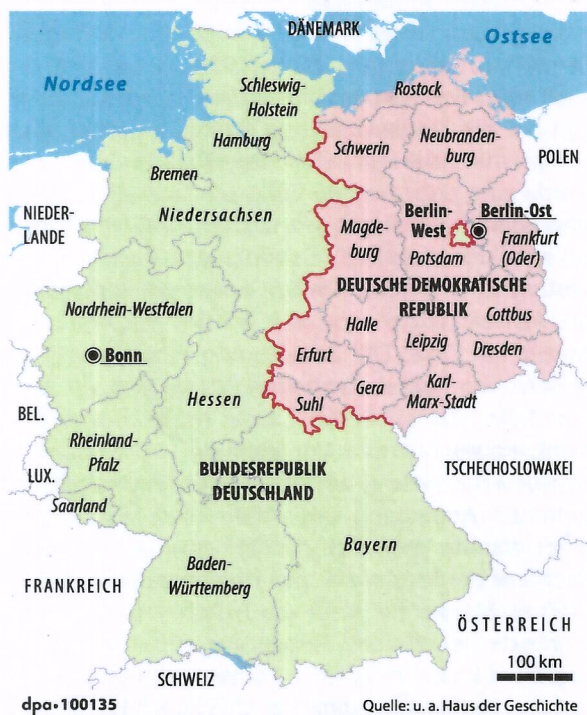 DÄNEMARK
Ostsee
Nordsee
Schleswig-
Holstein
Rostock
Hamburg
Schwerin
Neubranden-
burg
POLEN
Bremen
NIEDER-
LANDE
Niedersachsen
Magde-
burg
Berlin-
West
Berlin-Ost
Potsdam
Frankfurt
(Oder)
DEUTSCHE DEMOKRATISCHE
REPUBLIK
Nordrhein-Westfalen
Halle
Cottbus
Leipzig
Dresden
Bonn
Erfurt
Gera
Karl-
Marx-Stadt
Suhl
Hessen
BEL.
Rheinland-
Pfalz
LUX.
Saarland
BUNDESREPUBLIK
DEUTSCHLAND
TSCHECHOSLOWAKEI
Bayern
Baden-
Württemberg
FRANKREICH
ÖSTERREICH
SCHWEIZ
100 km
dpa•100135
Quelle: u. a. Haus der Geschichte